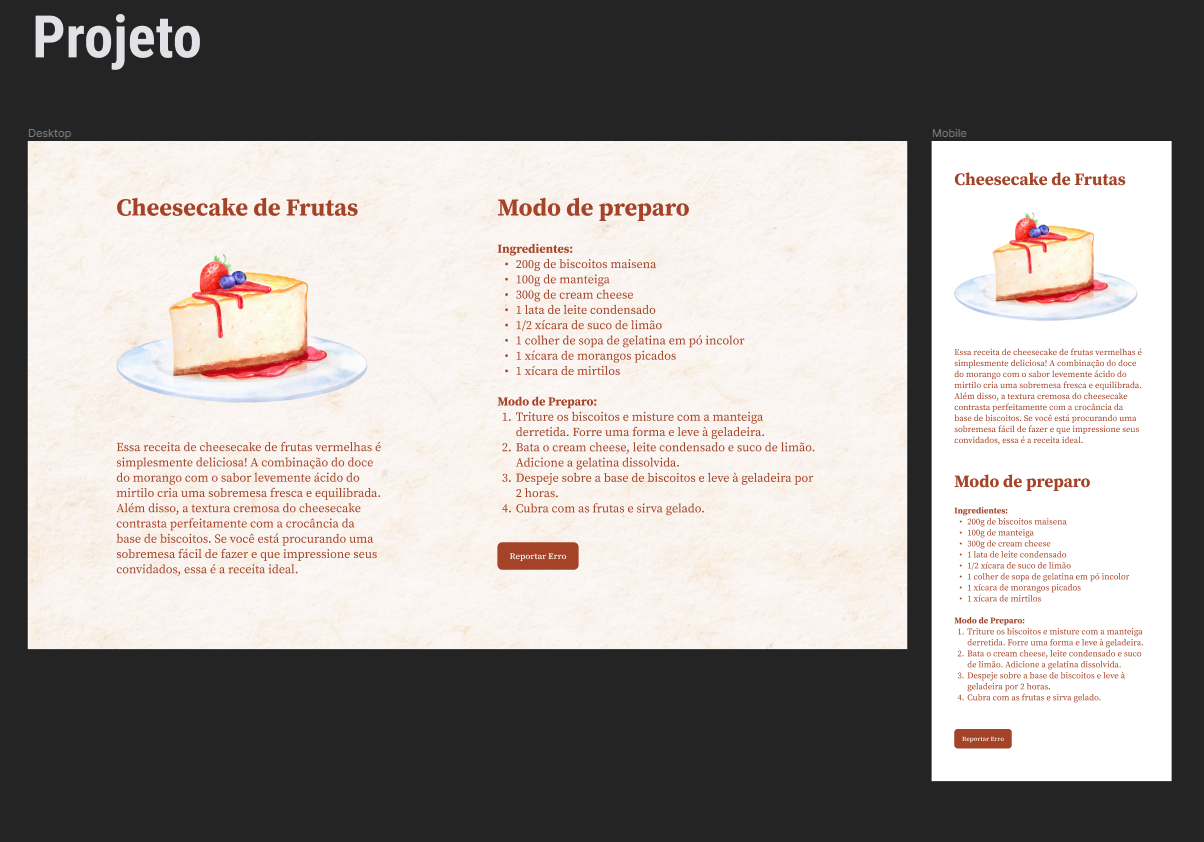 Projeto
Desktop
Cheesecake de Frutas
Essa receita de cheesecake de frutas vermelhas é
simplesmente deliciosa! A combinação do doce
do morango com o sabor levemente ácido do
mirtilo cria uma sobremesa fresca e equilibrada.
Além disso, a textura cremosa do cheesecake
contrasta perfeitamente com a crocância da
base de biscoitos. Se você está procurando uma
sobremesa fácil de fazer e que impressione seus
convidados, essa é a receita ideal.
Modo de preparo
Ingredientes:
• 200g de biscoitos maisena
• 100g de manteiga
• 300g de cream cheese
• 1 lata de leite condensado
• 1/2 xícara de suco de limão
• 1 colher de sopa de gelatina em pó incolor
• 1 xícara de morangos picados
• 1 xícara de mirtilos
Modo de Preparo:
1. Triture os biscoitos e misture com a manteiga
derretida. Forre uma forma e leve à geladeira.
2. Bata o cream cheese, leite condensado e suco de limão.
Adicione a gelatina dissolvida.
3. Despeje sobre a base de biscoitos e leve à geladeira por
2 horas.
4. Cubra com as frutas e sirva gelado.
Reportar Erro
Mobile
Cheesecake de Frutas
Essa receita de cheesecake de frutas vermelhas é
simplesmente deliciosa! A combinação do doce
do morango com o sabor levemente ácido do
mirtilo cria uma sobremesa fresca e equilibrada.
Além disso, a textura cremosa do cheesecake
contrasta perfeitamente com a crocância da
base de biscoitos. Se você está procurando uma
sobremesa fácil de fazer e que impressione seus
convidados, essa é a receita ideal.
Modo de preparo
Ingredientes:
• 200g de biscoitos maisena
• 100g de manteiga
• 300g de cream cheese
• 1 lata de leite condensado
• 1/2 xícara de suco de limão
• 1 colher de sopa de gelatina em pó incolor
• 1 xícara de morangos picados
• 1 xícara de mirtilos
Modo de Preparo:
1. Triture os biscoitos e misture com a manteiga
derretida. Forre uma forma e leve à geladeira.
2. Bata o cream cheese, leite condensado e suco
de limão. Adicione a gelatina dissolvida.
3. Despeje sobre a base de biscoitos e leve à
geladeira por 2 horas.
4. Cubra com as frutas e sirva gelado.
Reportar Erro